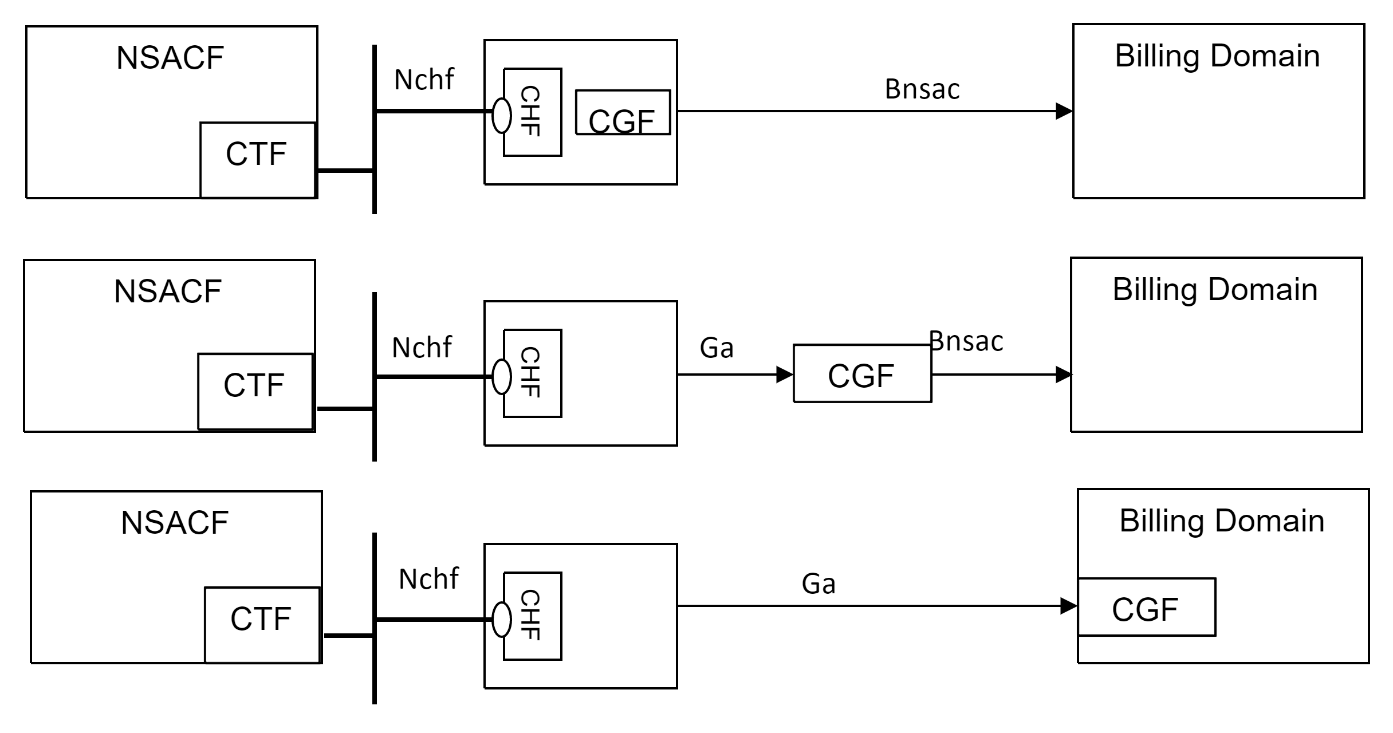 NSACF
CTF
Nchf
CHF
CGF
Bnsac
Billing Domain
NSACF
CTF
Nchf
CHF
Ga
CGF
Bnsac
Billing Domain
NSACF
CTF
Nchf
CHF
Ga
Billing Domain
CGF